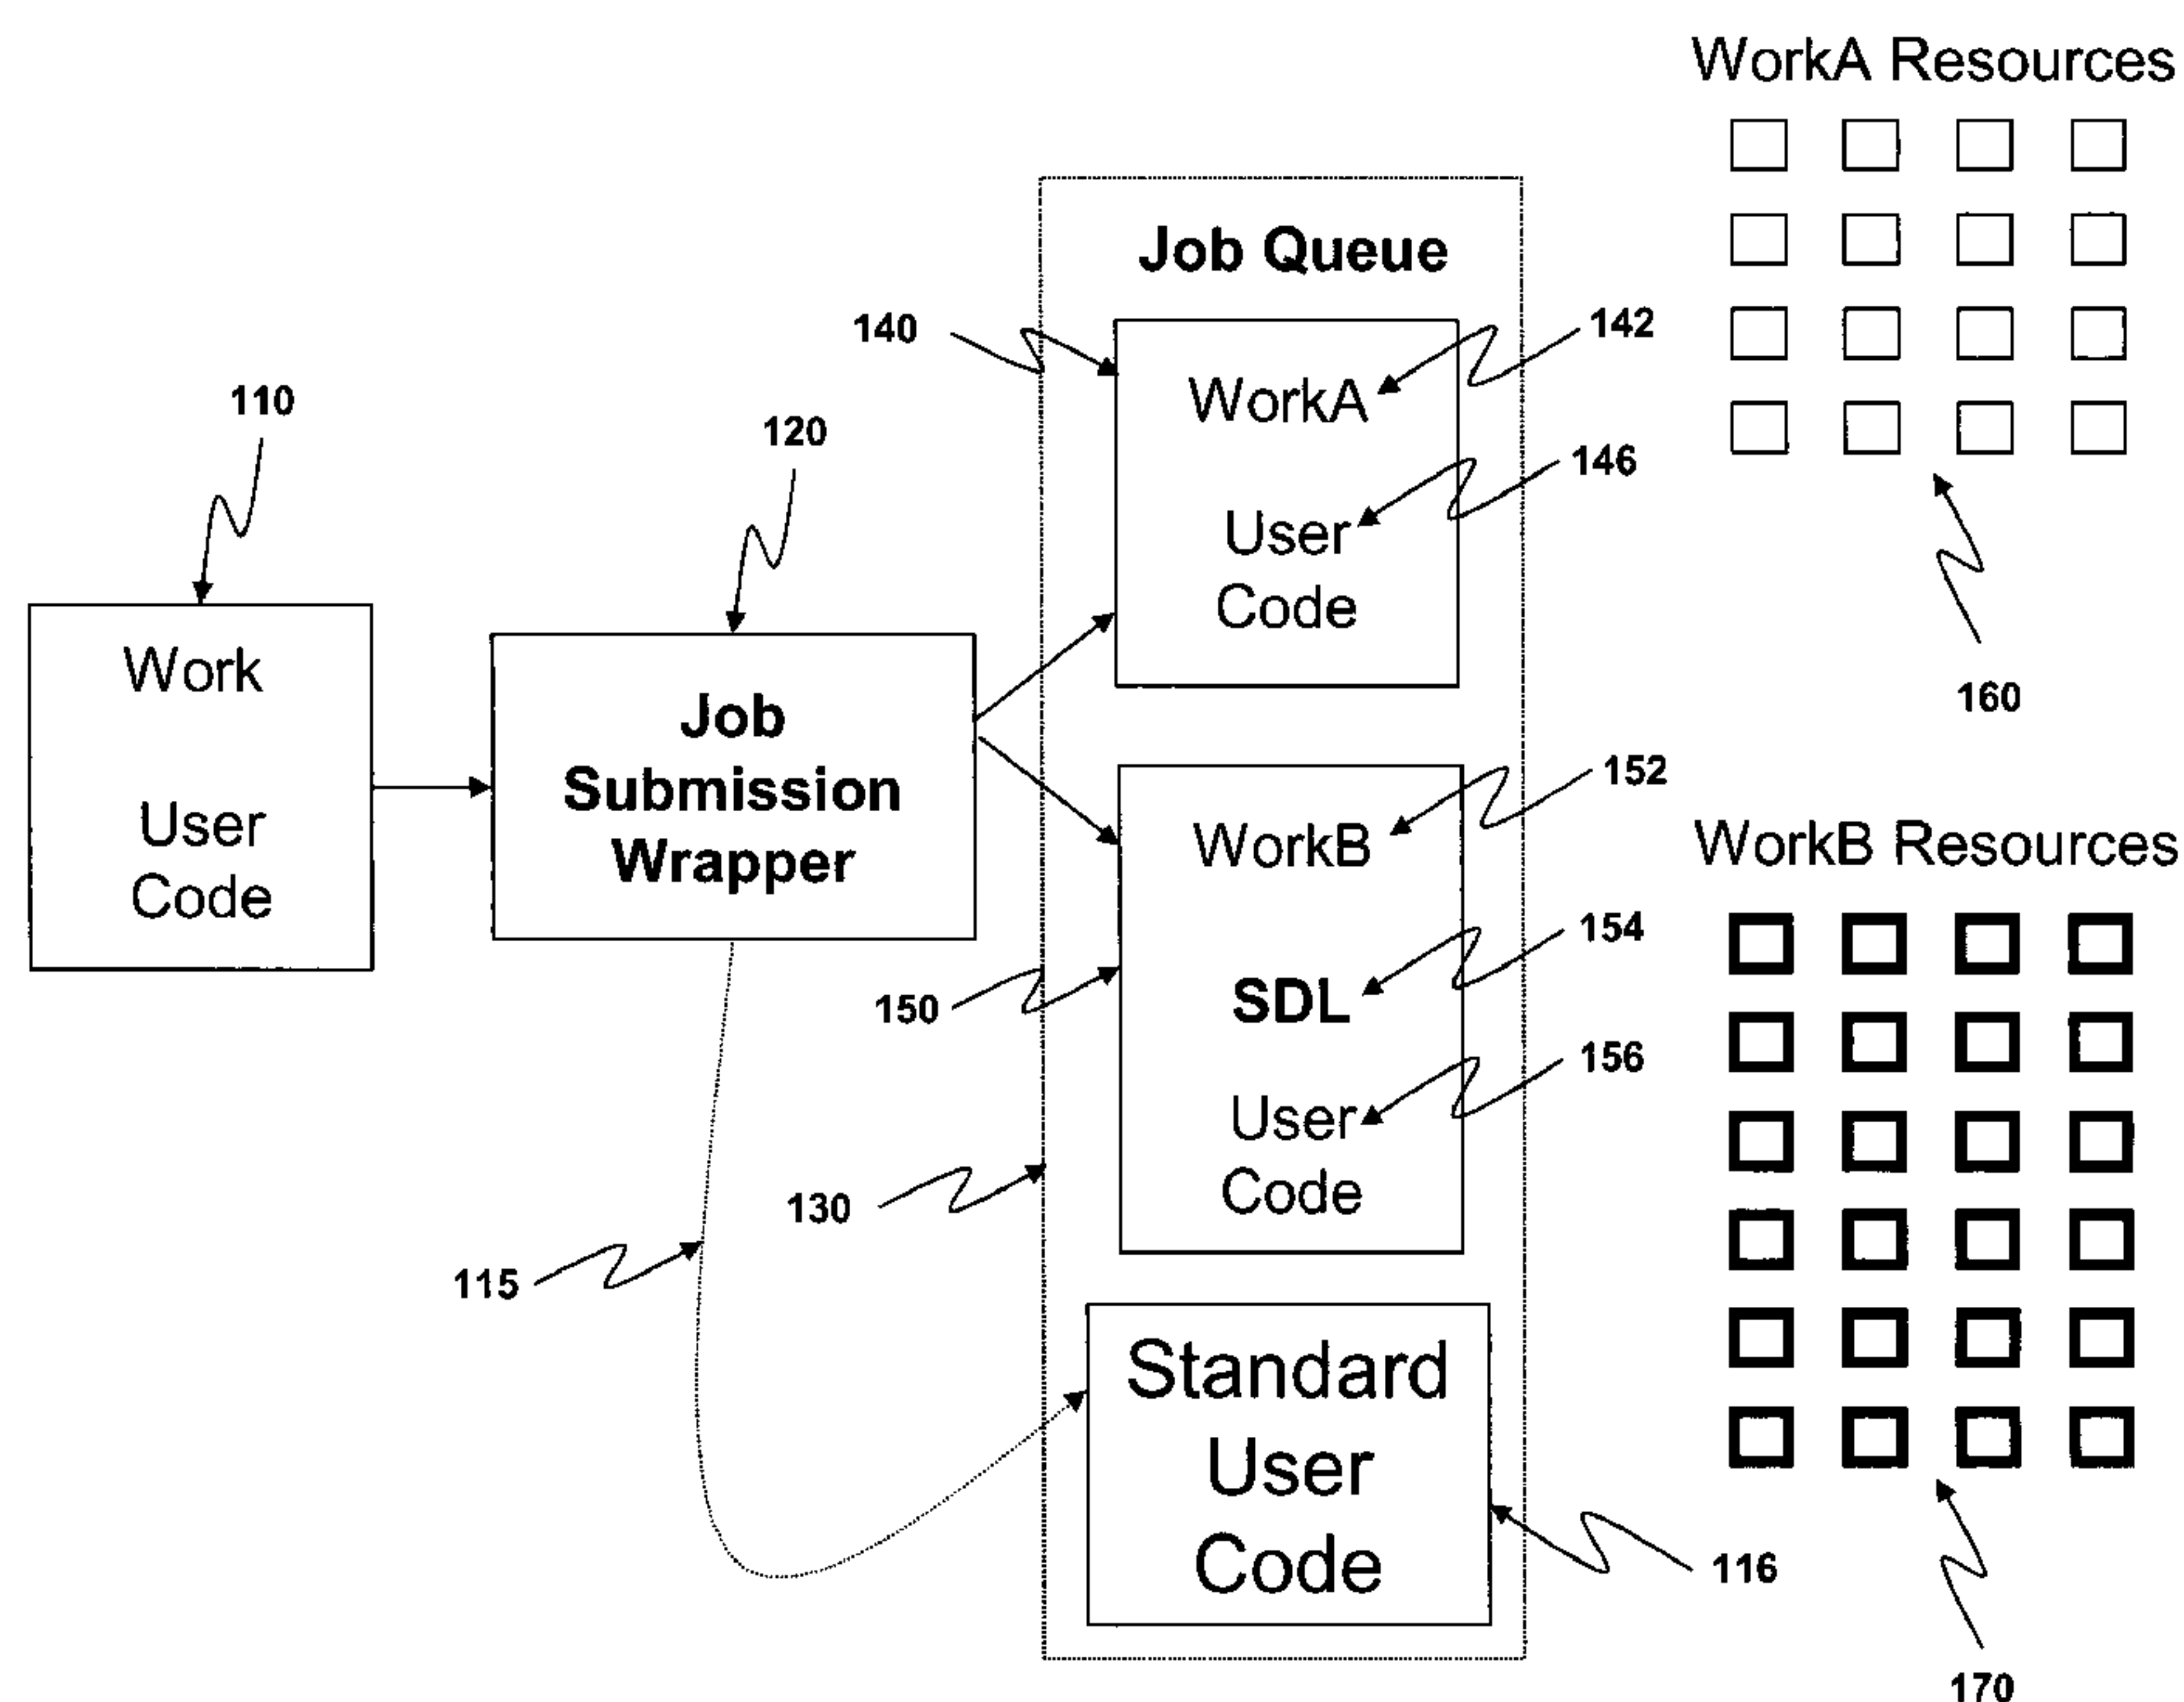 WorkA Resources
160
Job Queue
140
WorkA
142
User
Code
146
110
Work
User
Code
120
Job
Submission
Wrapper
WorkB
152
SDL
154
User
Code
156
150
130
115
Standard
User
Code
116
WorkB Resources
170